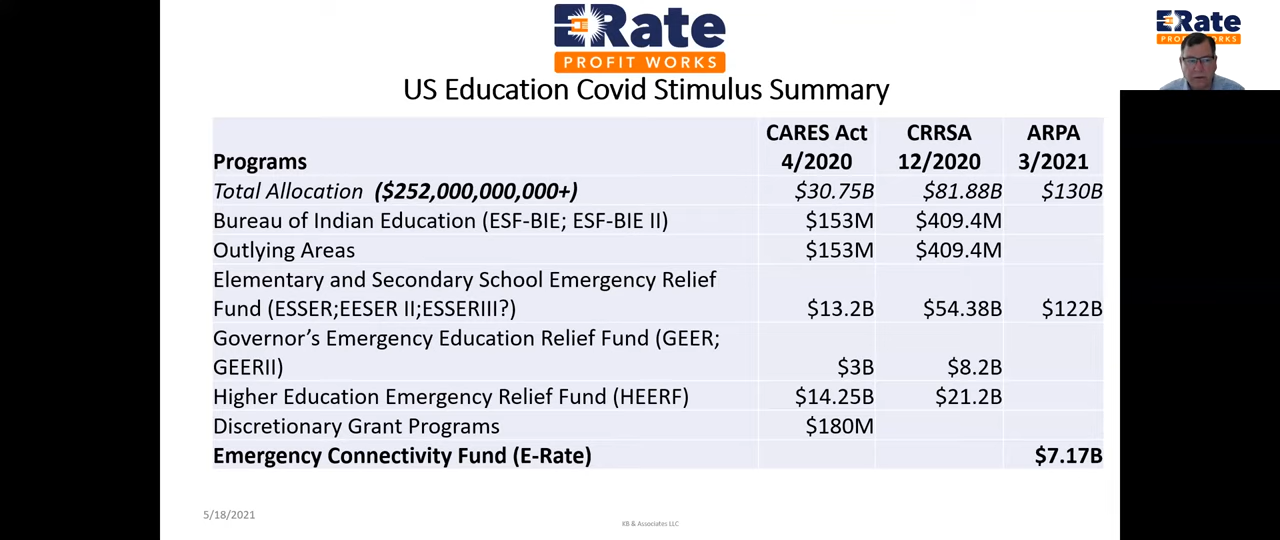 ERate
PROFIT WORKS
ERate
PROFIT WORKS
US Education Covid Stimulus Summary
Programs CARES Act 4/2020 CRRSA 12/2020 ARPA 3/2021
Total Allocation ($252,000,000,000+) $30.75B $81.88B $130B
Bureau of Indian Education (ESF-BIE; ESF-BIE II) $153M $409.4M
Outlying Areas $153M $409.4M
Elementary and Secondary School Emergency Relief
Fund (ESSER;EESER II;ESSERIII?) $13.2B $54.38B $122B
Governor’s Emergency Education Relief Fund (GEER;
GEERII) $3B $8.2B
Higher Education Emergency Relief Fund (HEERF) $14.25B $21.2B
Discretionary Grant Programs $180M
Emergency Connectivity Fund (E-Rate) $7.17B
5/18/2021
KB & Associates LLC